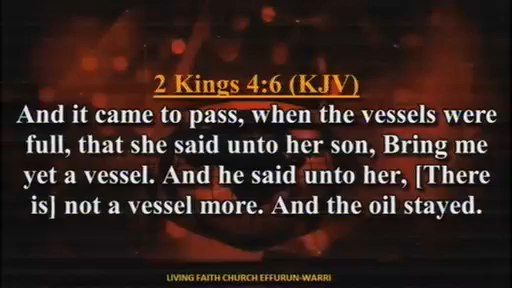 2 Kings 4:6 (KJV)
And it came to pass, when the vessels were
full, that she said unto her son, Bring me
yet a vessel. And he said unto her, [There
is] not a vessel more. And the oil stayed.
LIVING FAITH CHURCH EFFURUN-WARRI